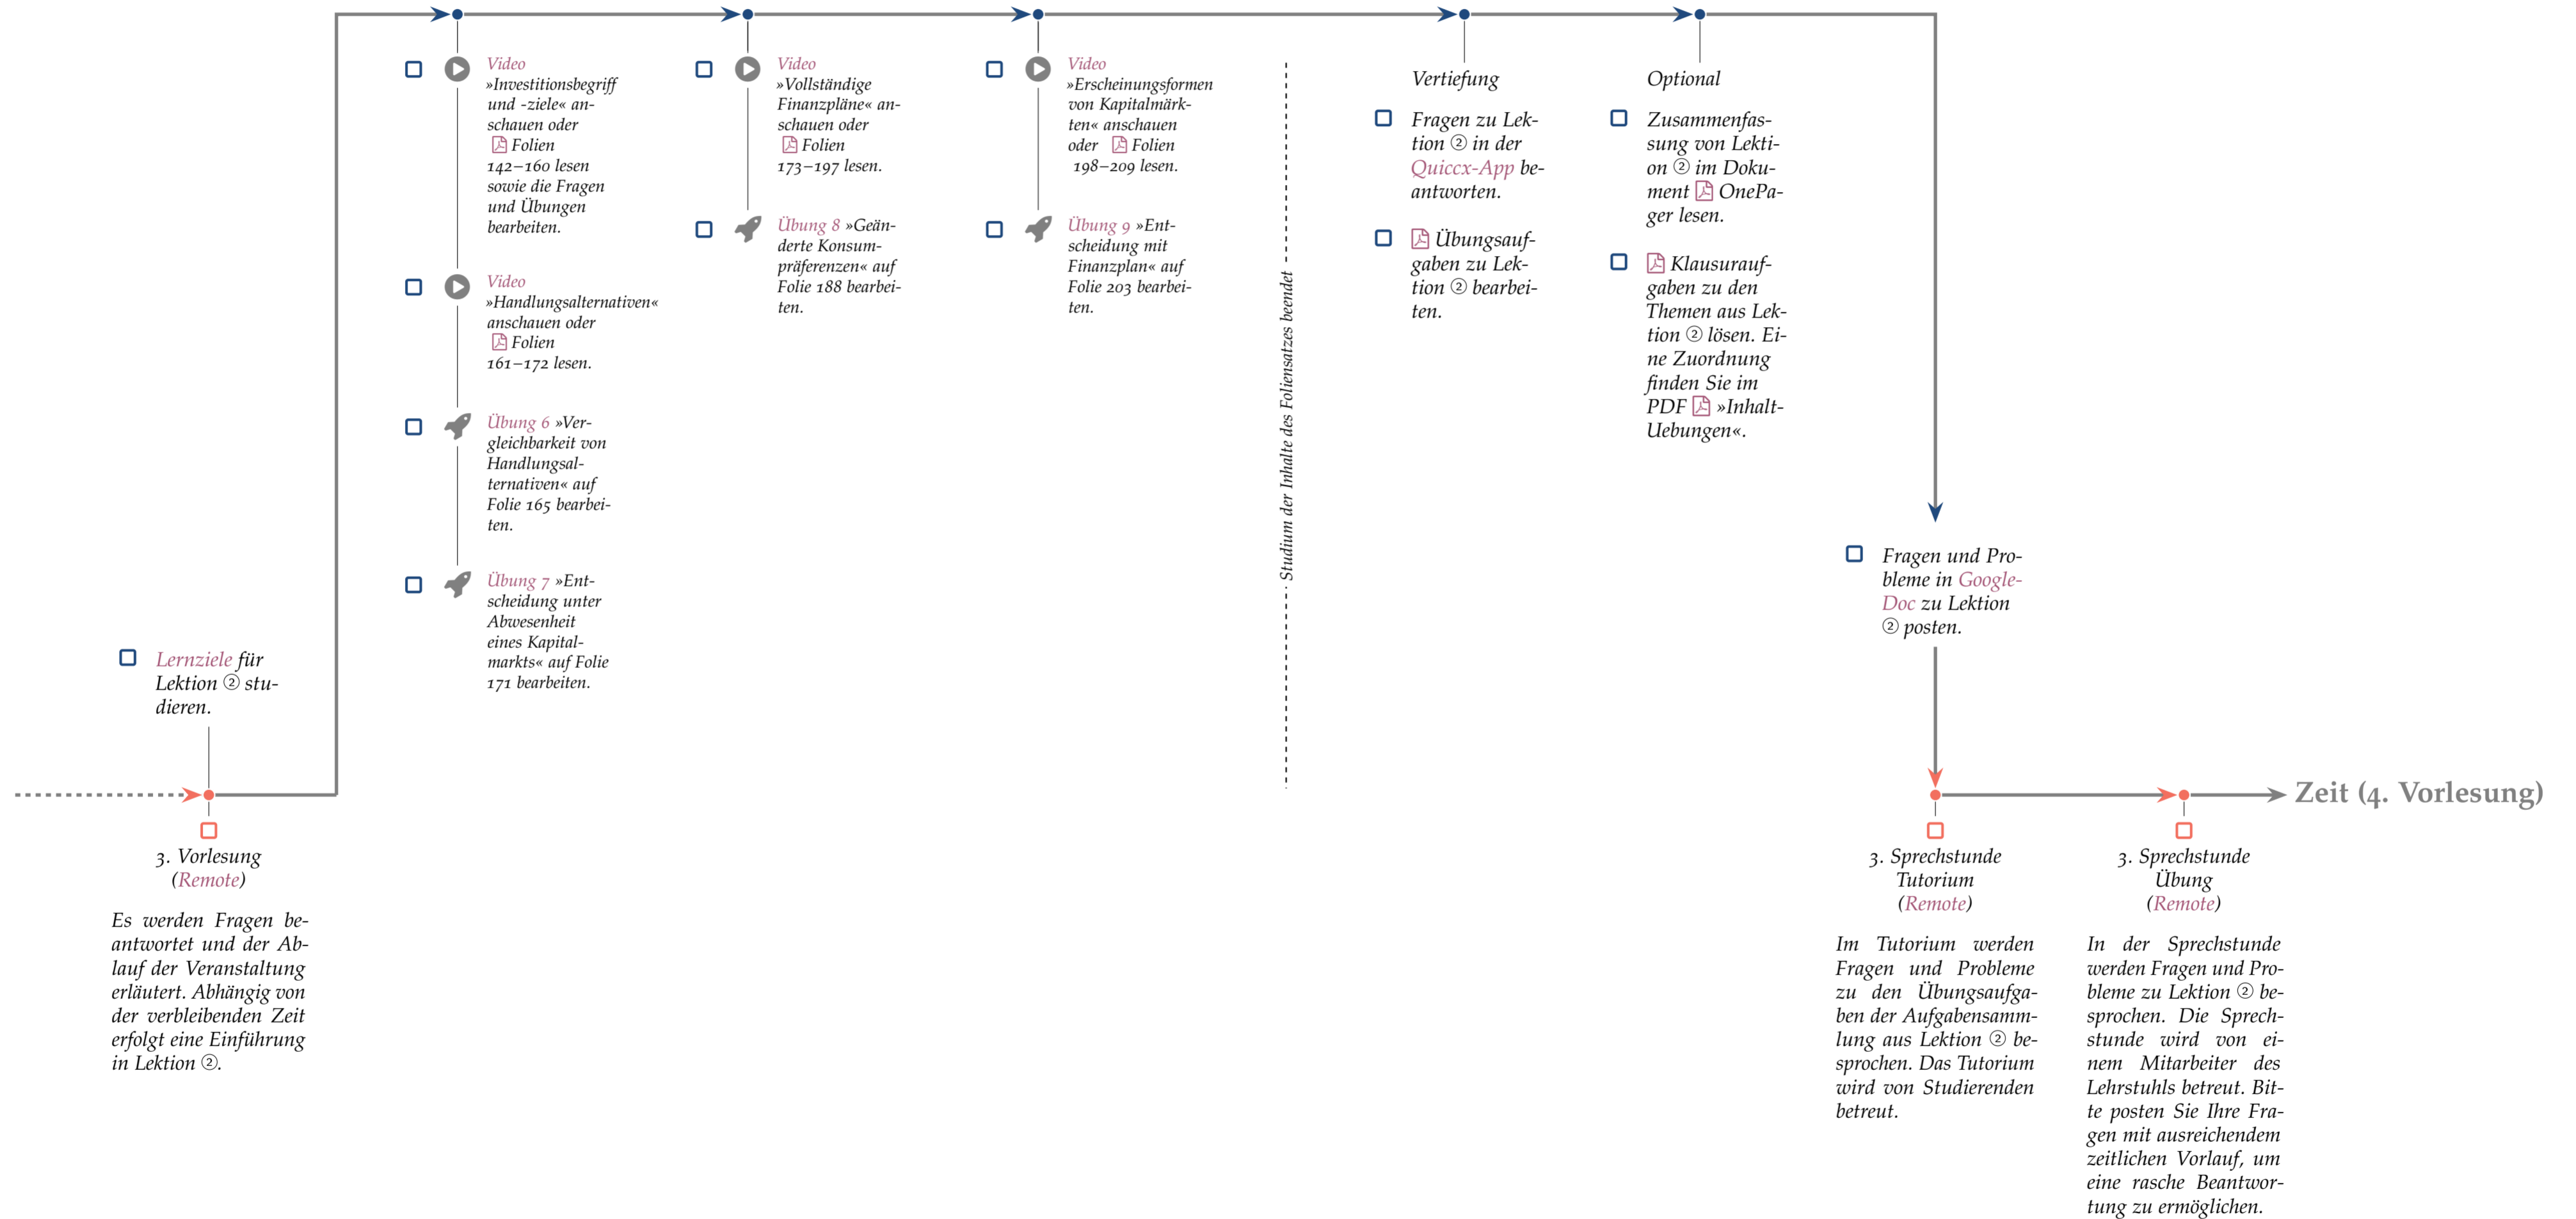 Video
»Investitionsbegriff
und -ziele« an-
schauen oder
Folien
142–160 lesen
sowie die Fragen
und Übungen
bearbeiten.
Video
»Handlungsalternativen«
anschauen oder
Folien
161–172 lesen.
Übung 6 »Ver-
gleichbarkeit von
Handlungsal-
ternativen« auf
Folie 165 bearbei-
ten.
Übung 7 »Ent-
scheidung unter
Abwesenheit
eines Kapital-
markts« auf Folie
171 bearbeiten.
Video
»Vollständige
Finanzpläne« an-
schauen oder
Folien
173–197 lesen.
Übung 8 »Geän-
derte Konsum-
präferenzen« auf
Folie 188 bearbei-
ten.
Video
»Erscheinungsformen
von Kapitalmärk-
ten« anschauen
oder Folien
198–209 lesen.
Übung 9 »Ent-
scheidung mit
Finanzplan« auf
Folie 203 bearbei-
ten.
Studium der Inhalte des Foliensatzes beendet
Vertiefung
Fragen zu Lek-
tion ② in der
Quiccx-App be-
antworten.
Übungsauf-
gaben zu Lek-
tion ② bearbei-
ten.
Optional
Zusammenfas-
sung von Lekti-
on ② im Doku-
ment OnePa-
ger lesen.
Klausurauf-
gaben zu den
Themen aus Lek-
tion ② lösen. Ei-
ne Zuordnung
finden Sie im
PDF »Inhalt-
Uebungen«.
Fragen und Pro-
bleme in Google-
Doc zu Lektion
② posten.
Lernziele für
Lektion ② stu-
dieren.
Zeit (4. Vorlesung)
3. Vorlesung
(Remote)
Es werden Fragen be-
antwortet und der Ab-
lauf der Veranstaltung
erläutert. Abhängig von
der verbleibenden Zeit
erfolgt eine Einführung
in Lektion ②.
3. Sprechstunde
Tutorium
(Remote)
Im Tutorium werden
Fragen und Probleme
zu den Übungsaufga-
ben der Aufgabensamm-
lung aus Lektion ② be-
sprochen. Das Tutorium
wird von Studierenden
betreut.
3. Sprechstunde
Übung
(Remote)
In der Sprechstunde
werden Fragen und Pro-
bleme zu Lektion ② be-
sprochen. Die Sprech-
stunde wird von ei-
nem Mitarbeiter des
Lehrstuhls betreut. Bit-
te posten Sie Ihre Fra-
gen mit ausreichendem
zeitlichen Vorlauf, um
eine rasche Beantwor-
tung zu ermöglichen.